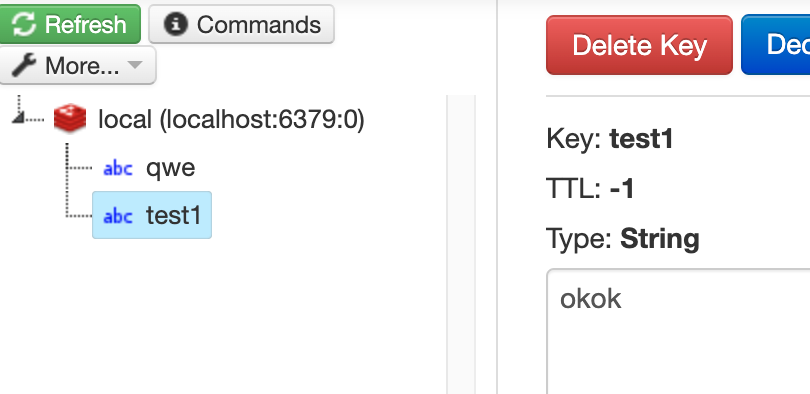 Refresh
Commands
More...
local (localhost:6379:0)
abc qwe
abc test1
Delete Key
Key: test1
TTL: -1
Type: String
okok